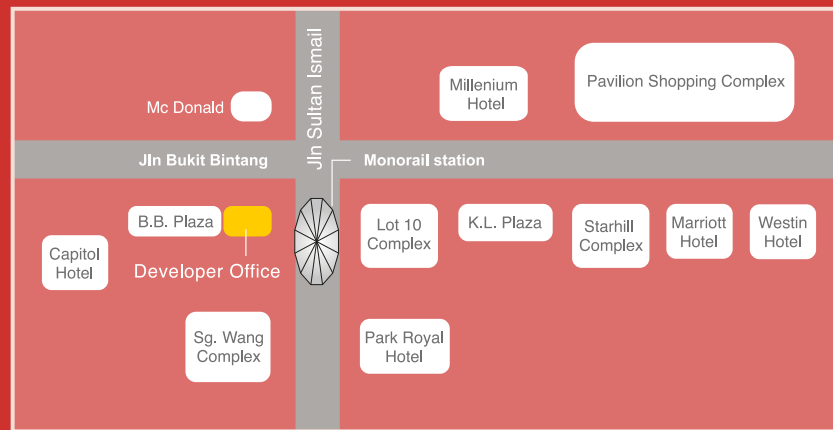 Jln Sultan Ismail
Millenium
Hotel
Pavilion Shopping Complex
Mc Donald
Jln Bukit Bintang
Monorail station
B.B. Plaza
Lot 10
Complex
K.L. Plaza
Starhill
Complex
Marriott
Hotel
Westin
Hotel
Capitol
Hotel
Developer Office
Sg. Wang
Complex
Park Royal
Hotel